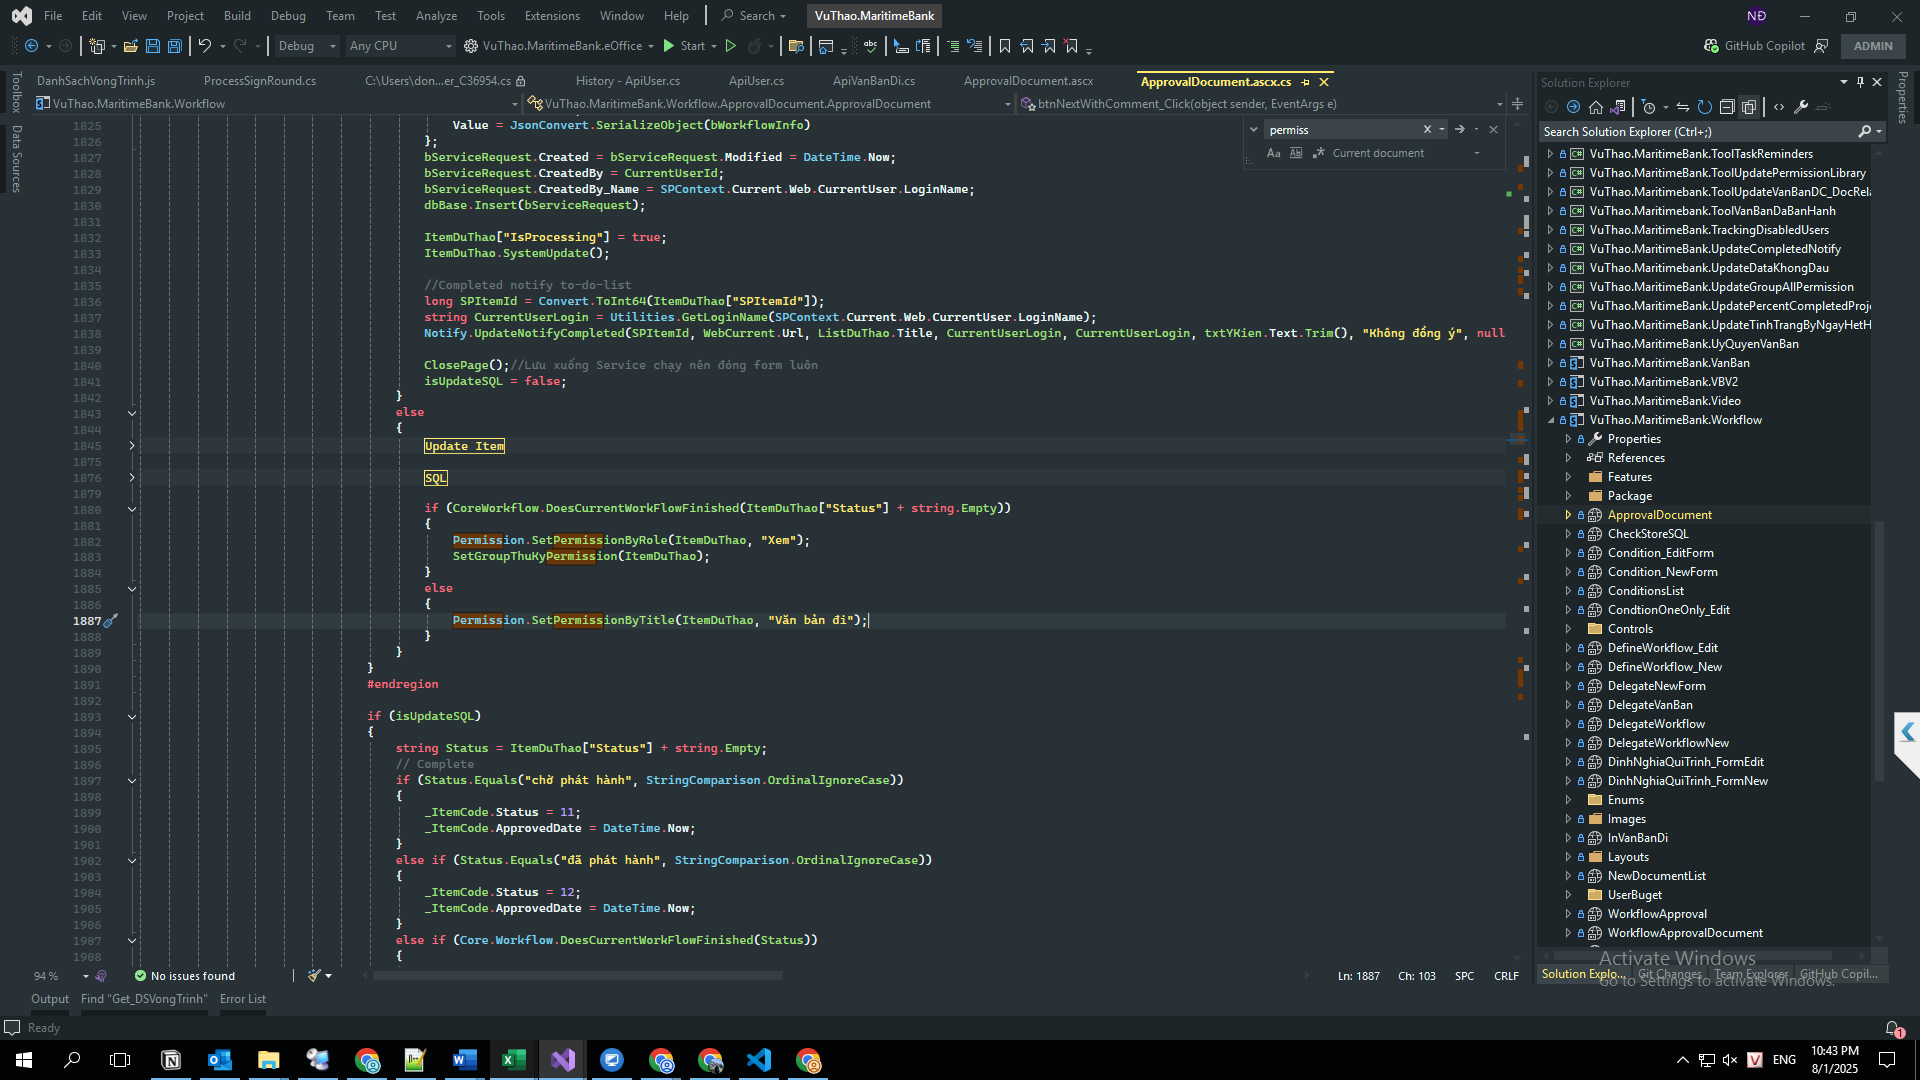 File Edit View Project Build Debug Team Test Analyze Tools Extensions Window Help Search VuThao.MaritimeBank NĐ
Debug Any CPU VuThao.MaritimeBank.eOffice Start GitHub Copilot ADMIN
DanhSachVongTrinh.js ProcessSignRound.cs C:\Users\don...er_C36954.cs History - ApiUser.cs ApiUser.cs ApiVanBanDi.cs ApprovalDocument.ascx ApprovalDocument.ascx.cs
VuThao.MaritimeBank.Workflow VuThao.MaritimeBank.Workflow.ApprovalDocument.ApprovalDocument btnNextWithComment_Click(object sender, EventArgs e)
Toolbox
Data Sources
permiss
Aa Ab .* Current document
1825 Value = JsonConvert.SerializeObject(bWorkflowInfo)
1826 };
1827 bServiceRequest.Created = bServiceRequest.Modified = DateTime.Now;
1828 bServiceRequest.CreatedBy = CurrentUserId;
1829 bServiceRequest.CreatedBy_Name = SPContext.Current.Web.CurrentUser.LoginName;
1830 dbBase.Insert(bServiceRequest);
1831
1832 ItemDuThao["IsProcessing"] = true;
1833 ItemDuThao.SystemUpdate();
1834
1835 //Completed notify to-do-list
1836 long SPItemId = Convert.ToInt64(ItemDuThao["SPItemId"]);
1837 string CurrentUserLogin = Utilities.GetLoginName(SPContext.Current.Web.CurrentUser.LoginName);
1838 Notify.UpdateNotifyCompleted(SPItemId, WebCurrent.Url, ListDuThao.Title, CurrentUserLogin, CurrentUserLogin, txtYKien.Text.Trim(), "Không đồng ý", null
1839
1840 ClosePage();//Lưu xuống Service chạy nên đóng form luôn
1841 isUpdateSQL = false;
1842 }
1843 else
1844 {
1845 Update Item
1875
1876 SQL
1879
1880 if (CoreWorkflow.DoesCurrentWorkFlowFinished(ItemDuThao["Status"] + string.Empty))
1881 {
1882 Permission.SetPermissionByRole(ItemDuThao, "Xem");
1883 SetGroupThuKyPermission(ItemDuThao);
1884 }
1885 else
1886 {
1887 Permission.SetPermissionByTitle(ItemDuThao, "Văn bản đi");
1888 }
1889 }
1890 }
1891 #endregion
1892
1893 if (isUpdateSQL)
1894 {
1895 string Status = ItemDuThao["Status"] + string.Empty;
1896 // Complete
1897 if (Status.Equals("chờ phát hành", StringComparison.OrdinalIgnoreCase))
1898 {
1899 _ItemCode.Status = 11;
1900 _ItemCode.ApprovedDate = DateTime.Now;
1901 }
1902 else if (Status.Equals("đã phát hành", StringComparison.OrdinalIgnoreCase))
1903 {
1904 _ItemCode.Status = 12;
1905 _ItemCode.ApprovedDate = DateTime.Now;
1906 }
1907 else if (Core.Workflow.DoesCurrentWorkFlowFinished(Status))
1908 {
94 % No issues found Ln: 1887 Ch: 103 SPC CRLF
Output Find "Get_DSVongTrinh" Error List
Ready
Solution Explorer
Search Solution Explorer (Ctrl+;)
VuThao.MaritimeBank.ToolTaskReminders
VuThao.MaritimeBank.ToolUpdatePermissionLibrary
VuThao.MaritimeBank.ToolUpdateVanBanDC_DocRela
VuThao.Maritimebank.ToolVanBanDaBanHanh
VuThao.MaritimeBank.TrackingDisabledUsers
VuThao.MaritimeBank.UpdateCompletedNotify
VuThao.Maritimebank.UpdateDataKhongDau
VuThao.MaritimeBank.UpdateGroupAllPermission
VuThao.MaritimeBank.UpdatePercentCompletedProje
VuThao.MaritimeBank.UpdateTinhTrangByNgayHetH
VuThao.MaritimeBank.UyQuyenVanBan
VuThao.MaritimeBank.VanBan
VuThao.MaritimeBank.VBV2
VuThao.MaritimeBank.Video
VuThao.MaritimeBank.Workflow
Properties
References
Features
Package
ApprovalDocument
CheckStoreSQL
Condition_EditForm
Condition_NewForm
ConditionsList
CondtionOneOnly_Edit
Controls
DefineWorkflow_Edit
DefineWorkflow_New
DelegateNewForm
DelegateVanBan
DelegateWorkflow
DelegateWorkflowNew
DinhNghiaQuiTrinh_FormEdit
DinhNghiaQuiTrinh_FormNew
Enums
Images
InVanBanDi
Layouts
NewDocumentList
UserBuget
WorkflowApproval
WorkflowApprovalDocument
Solution Explo... Git Changes Team Explorer GitHub Copil...
Properties
Activate Windows
Go to Settings to activate Windows.
1
ENG
10:43 PM
8/1/2025